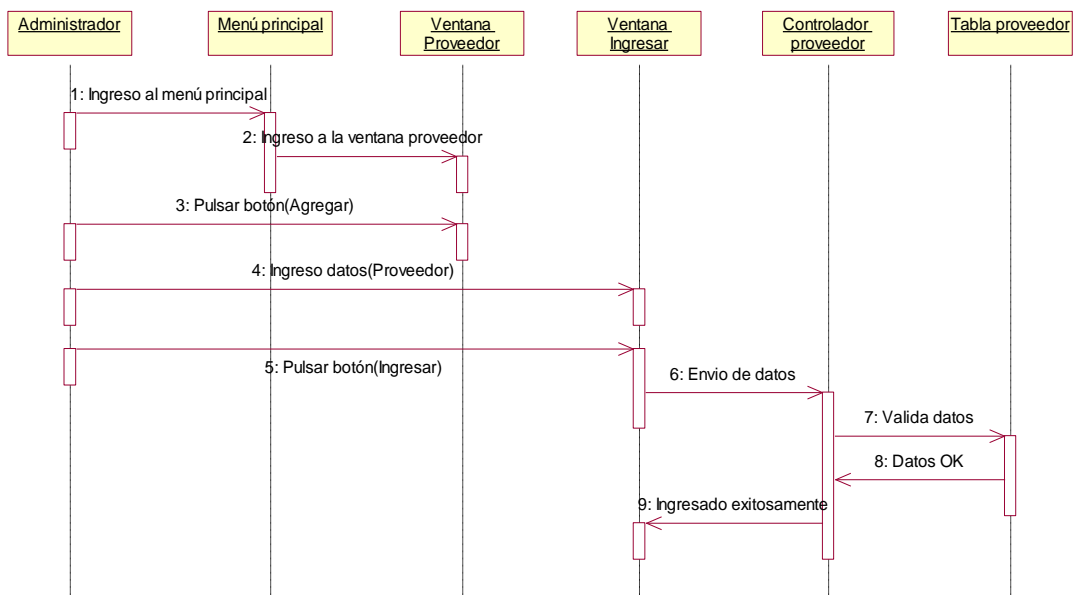 Administrador
Menú principal
Ventana
Proveedor
Ventana
Ingresar
Controlador
proveedor
Tabla proveedor
1: Ingreso al menú principal
2: Ingreso a la ventana proveedor
3: Pulsar botón(Agregar)
4: Ingreso datos(Proveedor)
5: Pulsar botón(Ingresar)
6: Envio de datos
7: Valida datos
8: Datos OK
9: Ingresado exitosamente